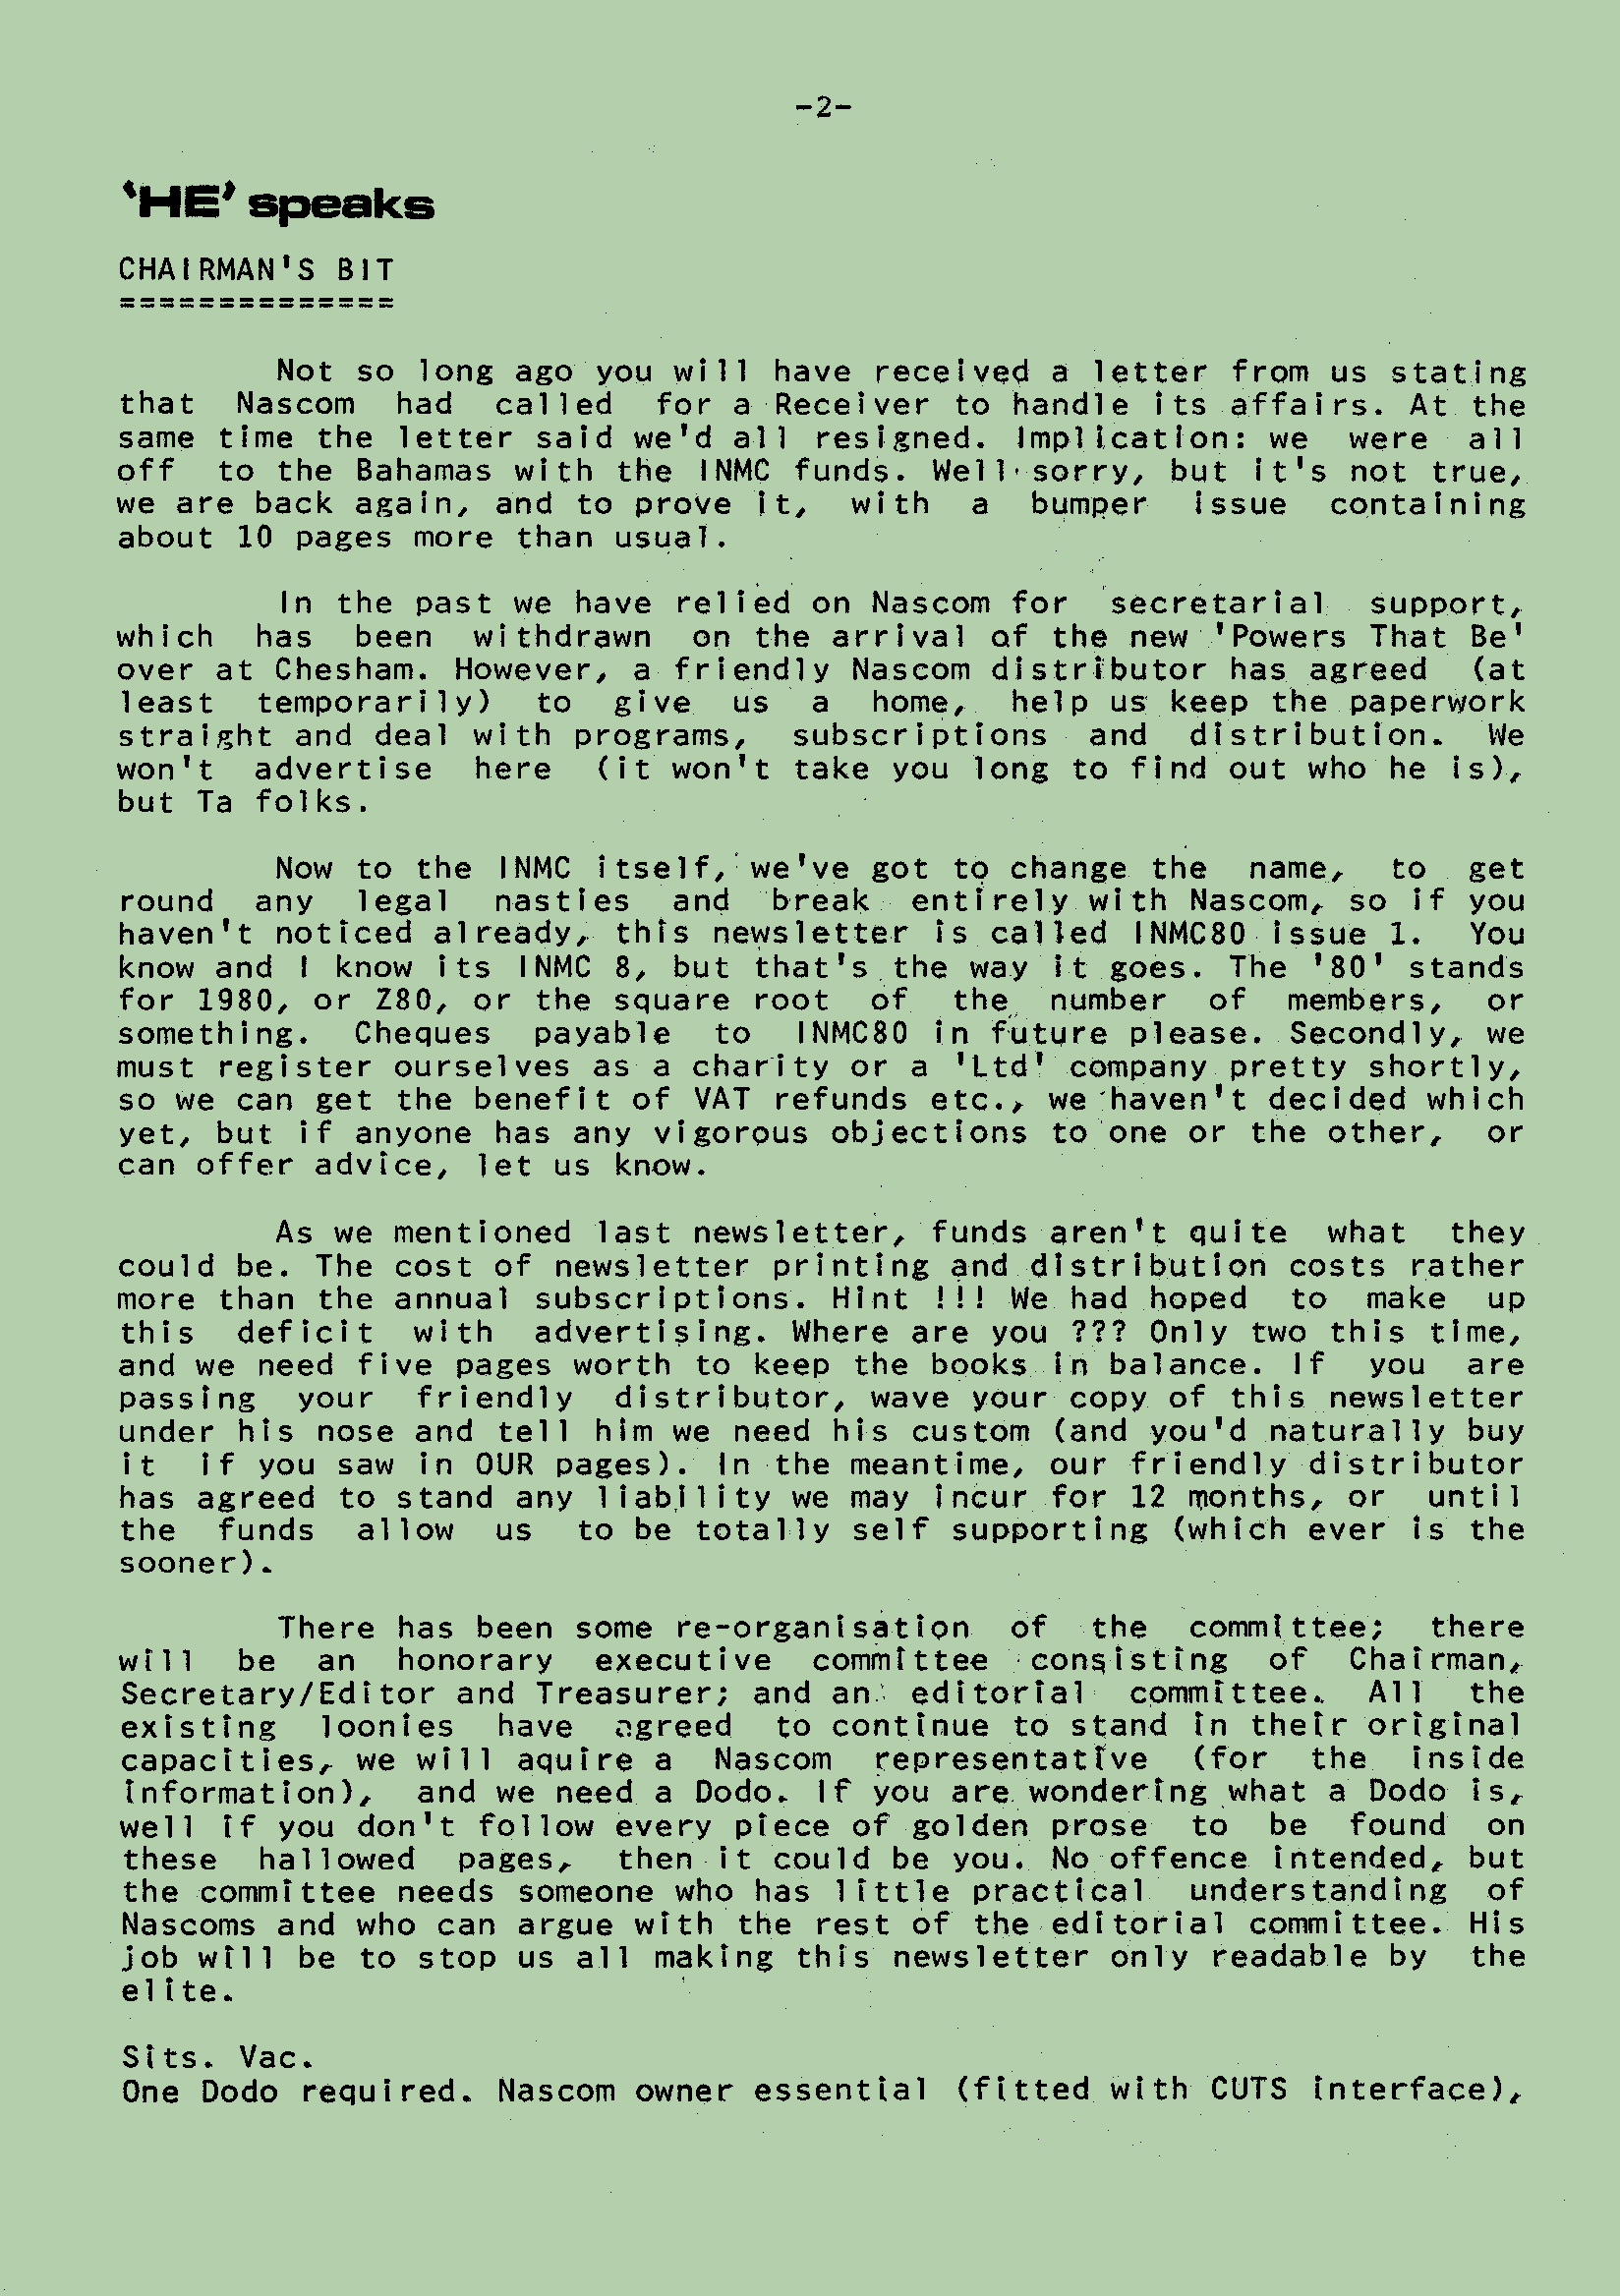 -2-
'HE' speaks
CHAIRMAN'S BIT
==============
Not so long ago you will have received a letter from us stating
that Nascom had called for a Receiver to handle its affairs. At the
same time the letter said we'd all resigned. Implication: we were all
off to the Bahamas with the INMC funds. Well sorry, but it's not true,
we are back again, and to prove it, with a bumper issue containing
about 10 pages more than usual.
In the past we have relied on Nascom for secretarial support,
which has been withdrawn on the arrival of the new 'Powers That Be'
over at Chesham. However, a friendly Nascom distributor has agreed (at
least temporarily) to give us a home, help us keep the paperwork
straight and deal with programs, subscriptions and distribution. We
won't advertise here (it won't take you long to find out who he is),
but Ta folks.
Now to the INMC itself, we've got to change the name, to get
round any legal nasties and break entirely with Nascom, so if you
haven't noticed already, this newsletter is called INMC80 issue 1. You
know and I know its INMC 8, but that's the way it goes. The '80' stands
for 1980, or Z80, or the square root of the number of members, or
something. Cheques payable to INMC80 in future please. Secondly, we
must register ourselves as a charity or a 'Ltd' company pretty shortly,
so we can get the benefit of VAT refunds etc., we haven't decided which
yet, but if anyone has any vigorous objections to one or the other, or
can offer advice, let us know.
As we mentioned last newsletter, funds aren't quite what they
could be. The cost of newsletter printing and distribution costs rather
more than the annual subscriptions. Hint !!! We had hoped to make up
this deficit with advertising. Where are you ??? Only two this time,
and we need five pages worth to keep the books in balance. If you are
passing your friendly distributor, wave your copy of this newsletter
under his nose and tell him we need his custom (and you'd naturally buy
it if you saw in OUR pages). In the meantime, our friendly distributor
has agreed to stand any liability we may incur for 12 months, or until
the funds allow us to be totally self supporting (which ever is the
sooner).
There has been some re-organisation of the committee; there
will be an honorary executive committee consisting of Chairman,
Secretary/Editor and Treasurer; and an editorial committee. All the
existing loonies have agreed to continue to stand in their original
capacities, we will aquire a Nascom representative (for the inside
information), and we need a Dodo. If you are wondering what a Dodo is,
well if you don't follow every piece of golden prose to be found on
these hallowed pages, then it could be you. No offence intended, but
the committee needs someone who has little practical understanding of
Nascoms and who can argue with the rest of the editorial committee. His
job will be to stop us all making this newsletter only readable by the
elite.
Sits. Vac.
One Dodo required. Nascom owner essential (fitted with CUTS interface),